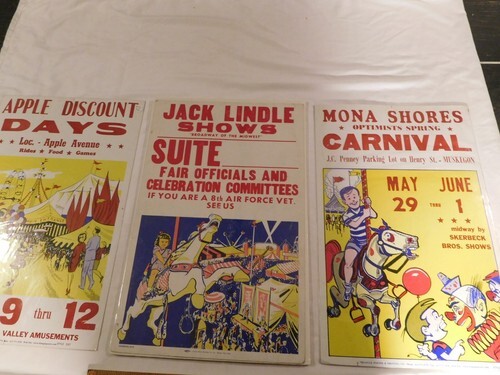 APPLE DISCOUNT
DAYS
Loc. - Apple Avenue
Rides ★ Food ★ Games
9 thru 12
VALLEY AMUSEMENTS
JACK LINDLE
SHOWS
"BROADWAY OF THE MIDWEST"
SUITE
FAIR OFFICIALS AND
CELEBRATION COMMITTEES
IF YOU ARE A 8th AIR FORCE VET.
SEE US
MONA SHORES
OPTIMISTS SPRING
CARNIVAL
J.C. Penney Parking Lot on Henry St. - MUSKEGON
MAY JUNE
29 THRU 1
midway by
SKERBECK
BROS. SHOWS